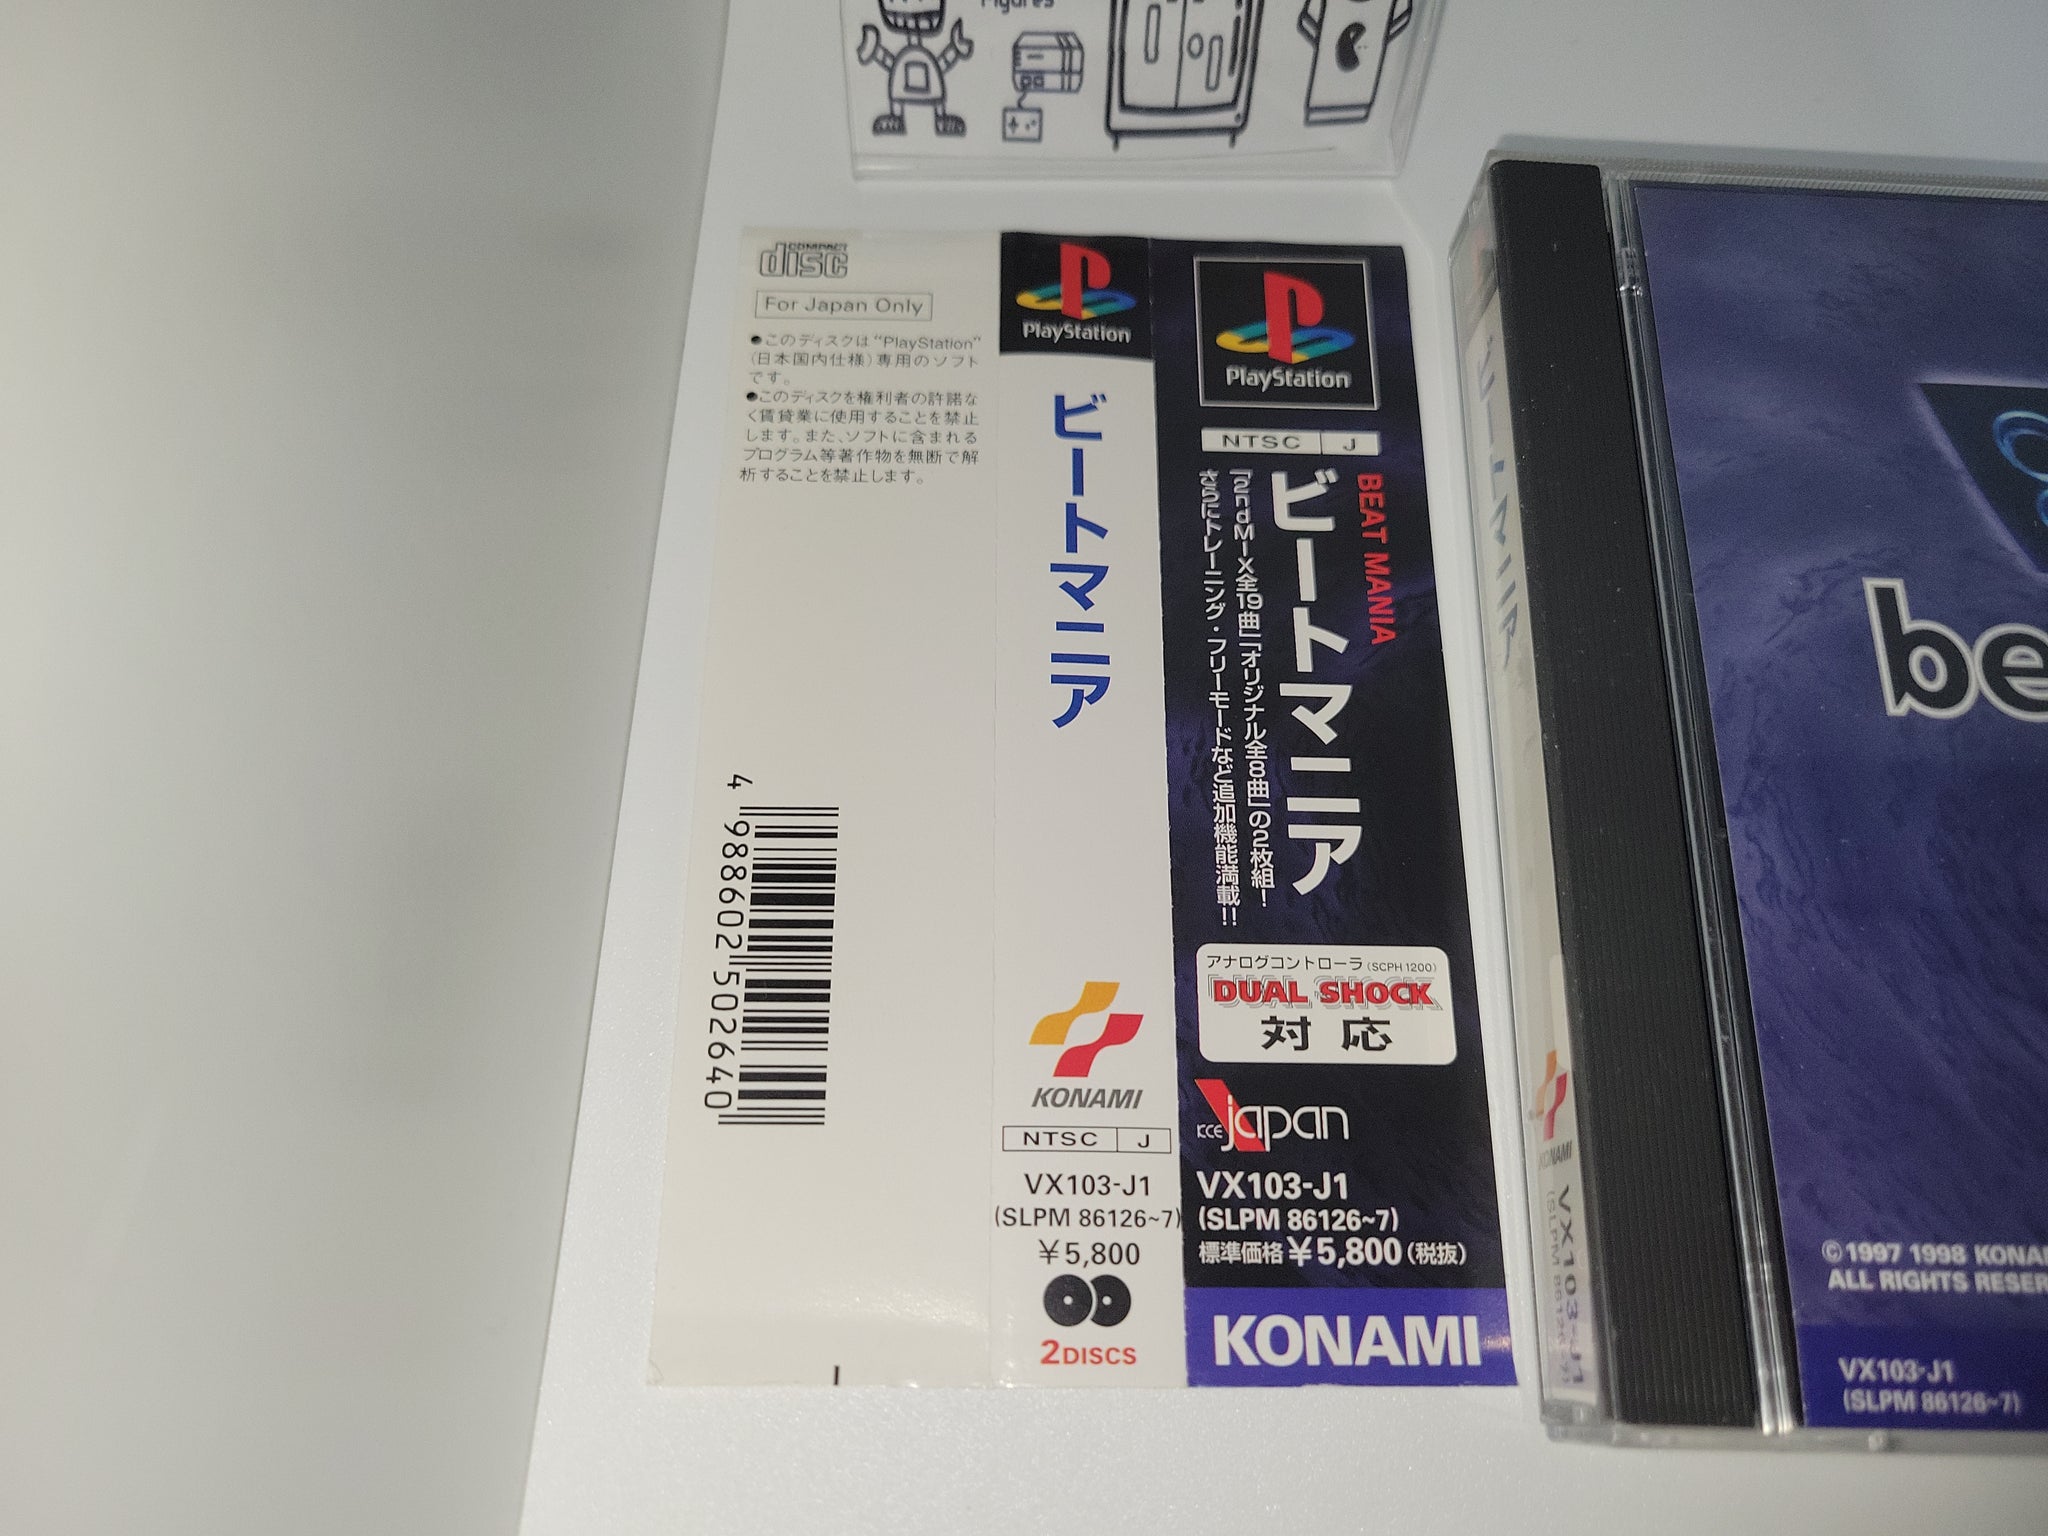 Figures
COMPACT
disc
For Japan Only
●このディスクは“PlayStation”
(日本国内仕様)専用のソフト
です。
●このディスクを権利者の許諾な
く賃貸業に使用することを禁止
します。また、ソフトに含まれる
プログラム等著作物を無断で解
析することを禁止します。
4 988602 502640
PlayStation
ビートマニア
KONAMI
NTSC J
VX103-J1
(SLPM 86126~7)
￥5,800
2DISCS
PlayStation
NTSC J
BEAT MANIA
ビートマニア
「2ndMIX全19曲」「オリジナル全8曲」の2枚組!
さらにトレーニング・フリーモードなど追加機能満載!!
アナログコントローラ(SCPH 1200)
DUAL SHOCK
対応
KCE japan
VX103-J1
(SLPM 86126~7)
標準価格￥5,800(税抜)
KONAMI
ビートマニア
KONAMI
VX103-J1
(SLPM 86126~7)
be
©1997 1998 KONA
ALL RIGHTS RESER
VX103-J1
(SLPM 86126~7)